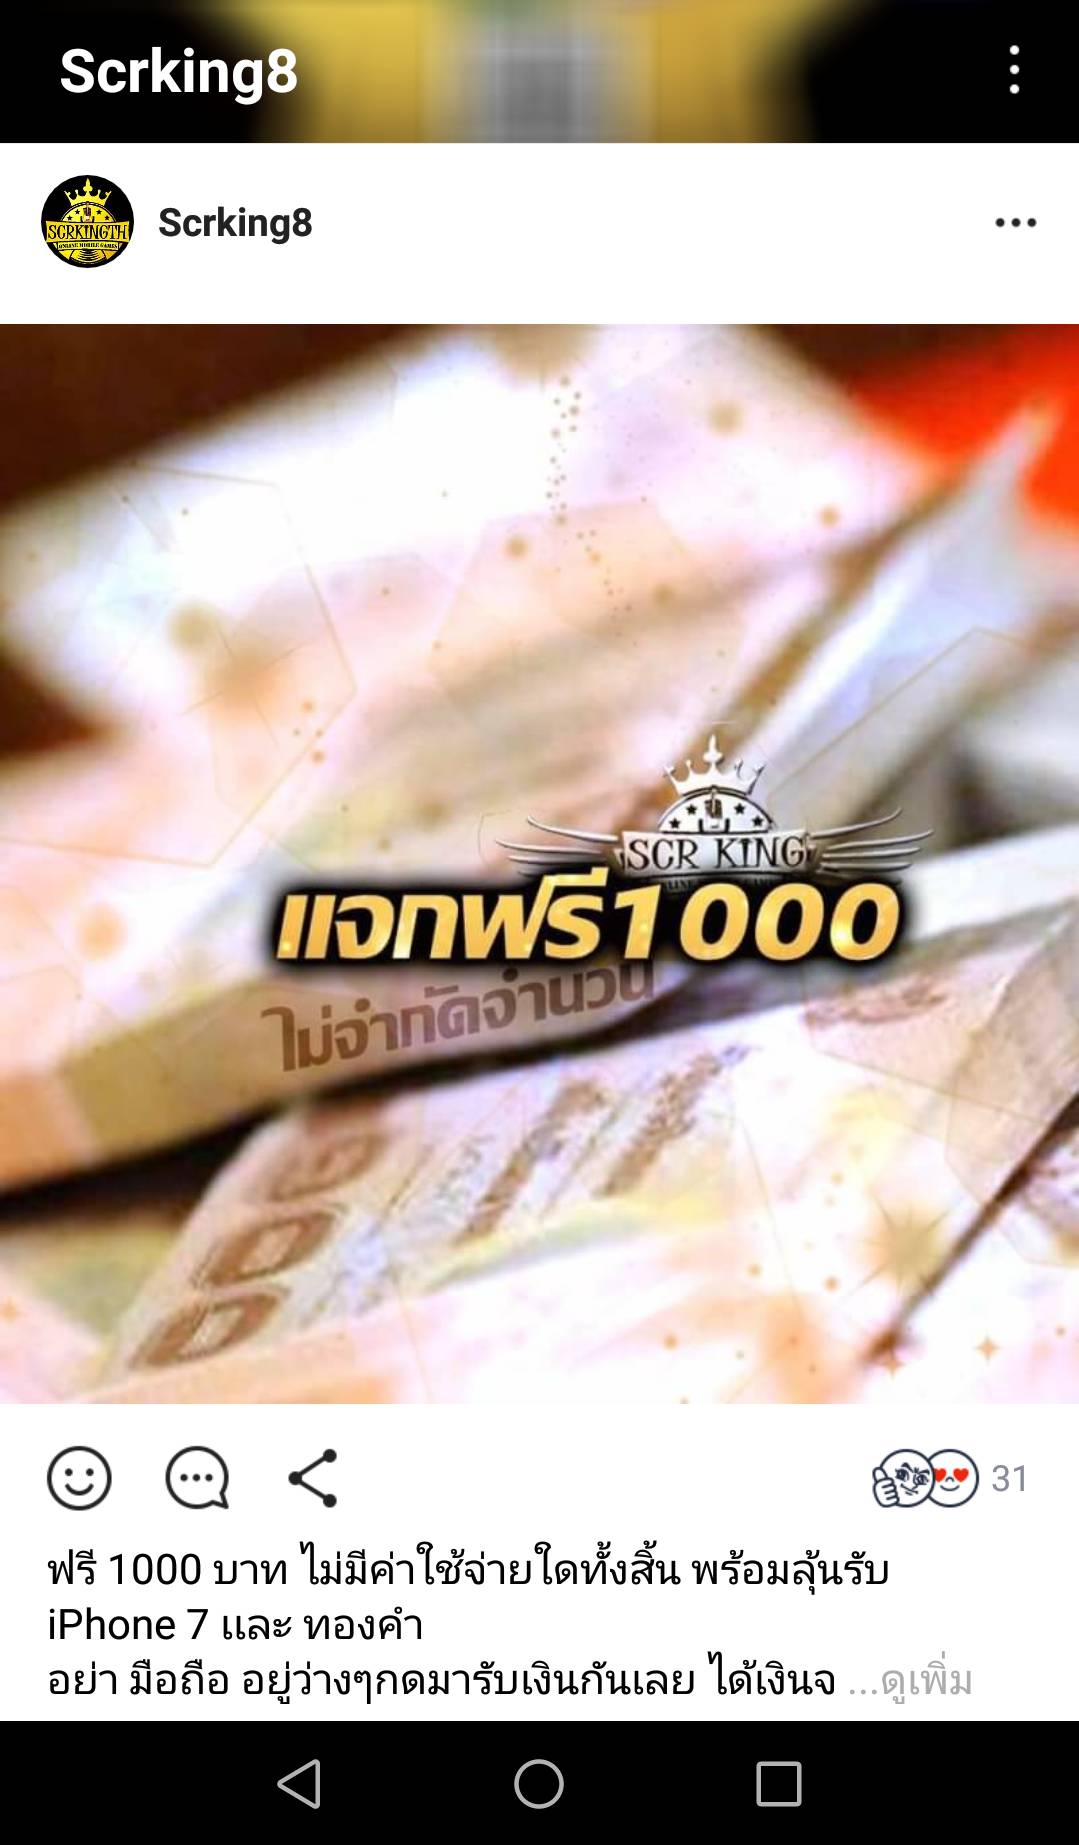 Scrking8
SCRKINGTH
ONLINE MOBILE GAMES
Scrking8
SCR KING
แจกฟรี1000
ไม่จำกัดจำนวน
31
ฟรี 1000 บาท ไม่มีค่าใช้จ่ายใดทั้งสิ้น พร้อมลุ้นรับ
iPhone 7 และ ทองคำ
อย่า มือถือ อยู่ว่างๆกดมารับเงินกันเลย ได้เงินจ ...ดูเพิ่ม